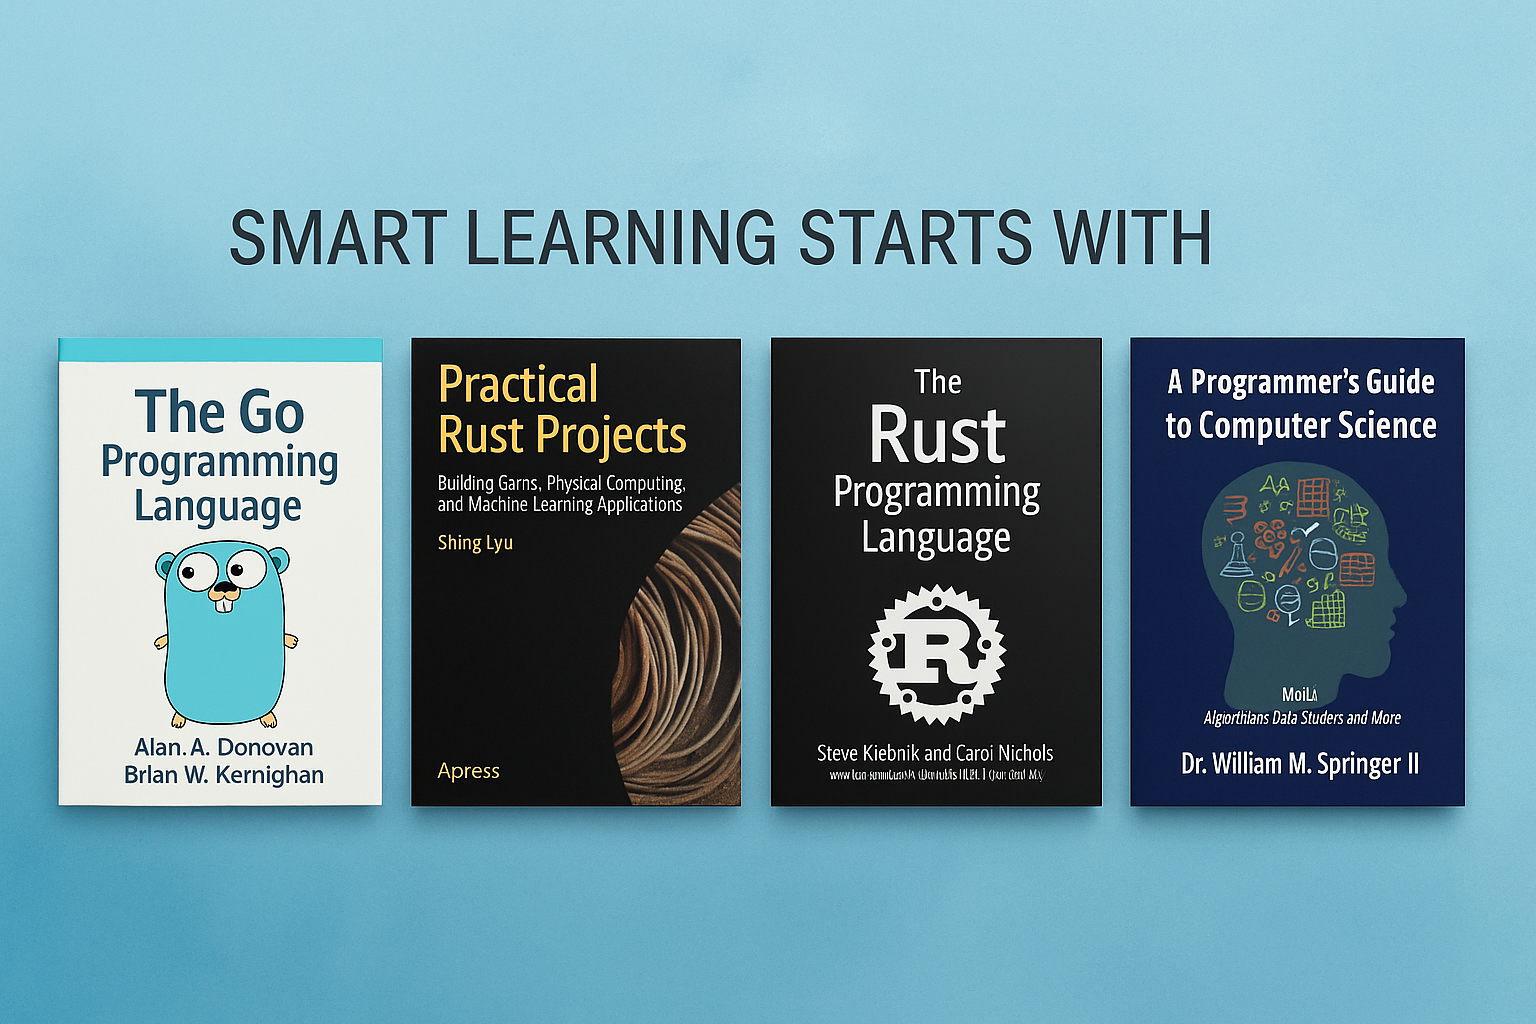 SMART LEARNING STARTS WITH
The Go
Programming
Language
Alan. A. Donovan
Brlan W. Kernighan
Practical
Rust Projects
Building Garns, Physical Computing,
and Machine Learning Applications
Shing Lyu
Apress
The
Rust
Programming
Language
R
Steve Kiebnik and Caroi Nichols
A Programmer's Guide
to Computer Science
MoiLA
Algiorthlans Data Studers and More
Dr. William M. Springer II